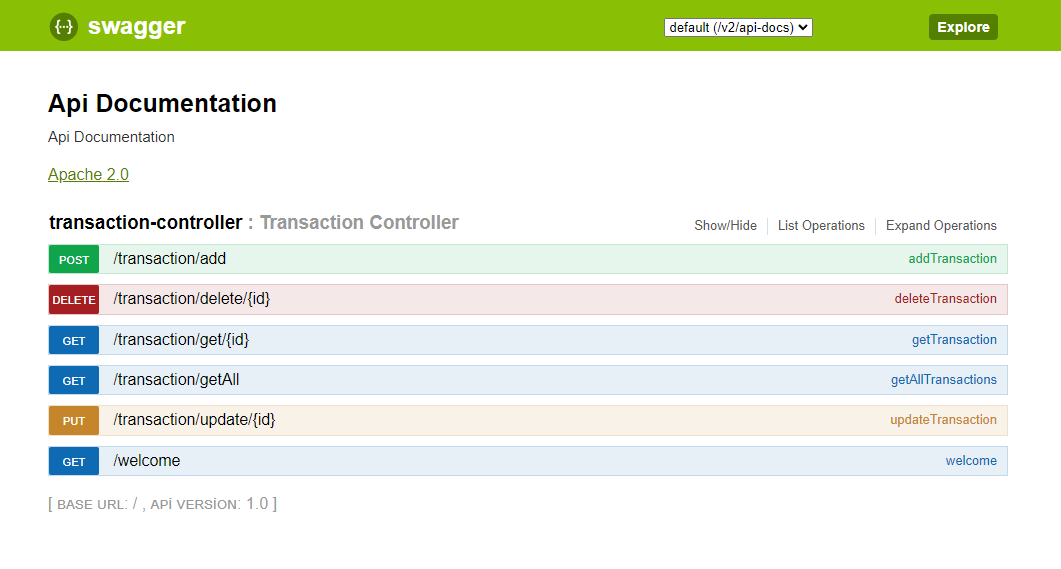 {··} swagger default (/v2/api-docs) Explore
Api Documentation
Api Documentation
Apache 2.0
transaction-controller : Transaction Controller Show/Hide List Operations Expand Operations
POST /transaction/add addTransaction
DELETE /transaction/delete/{id} deleteTransaction
GET /transaction/get/{id} getTransaction
GET /transaction/getAll getAllTransactions
PUT /transaction/update/{id} updateTransaction
GET /welcome welcome
[ BASE URL: / , APİ VERSİON: 1.0 ]